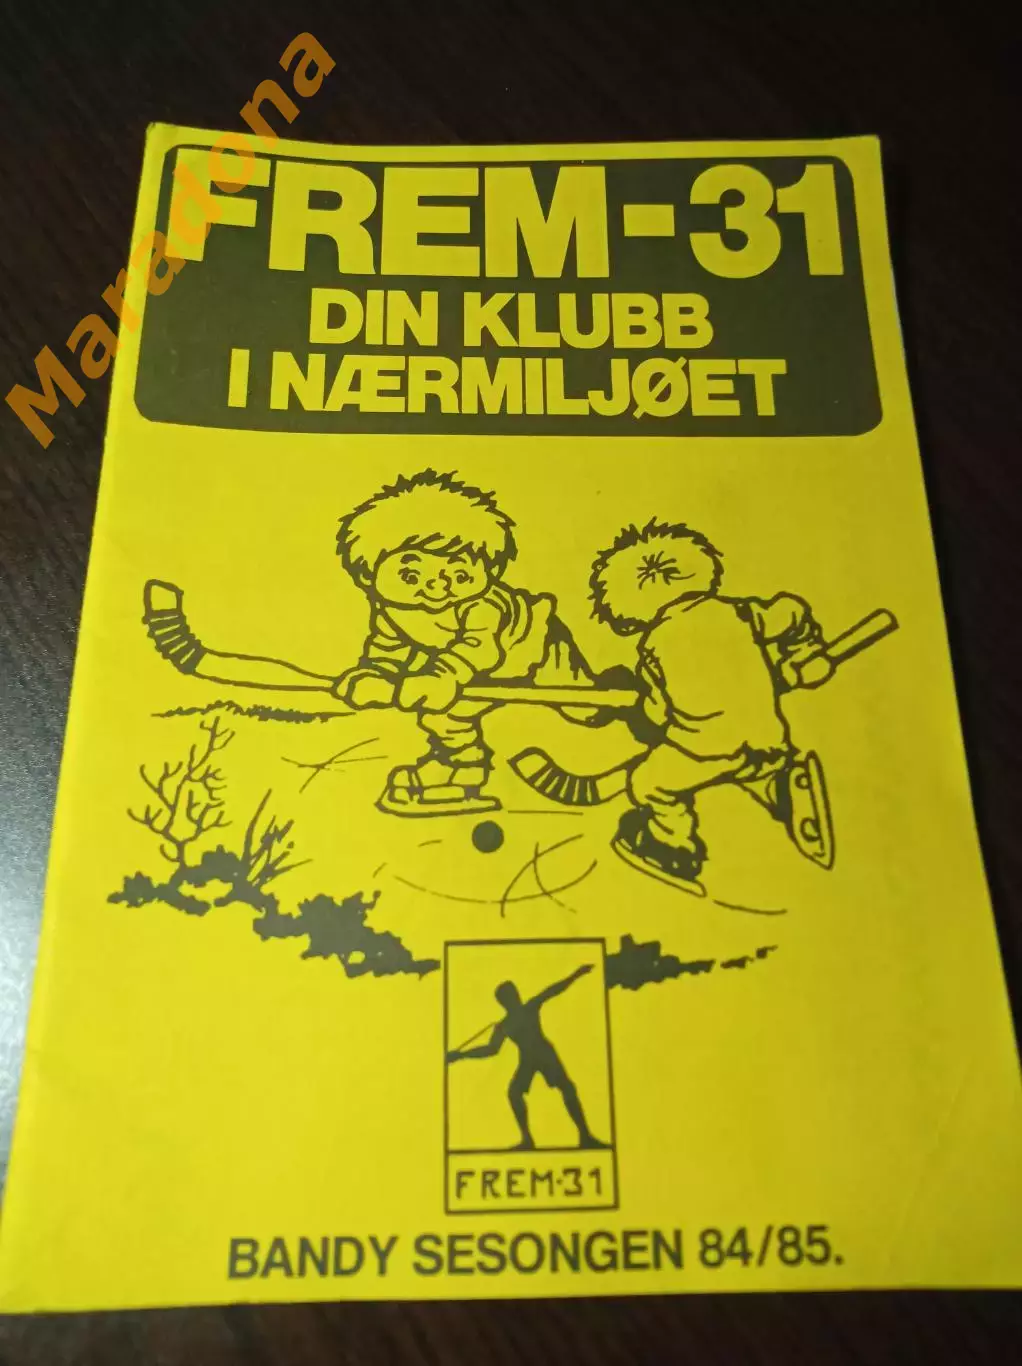 Maradona
FREM-31
DIN KLUBB
I NÆRMILJØET
FREM·31
BANDY SESONGEN 84/85.